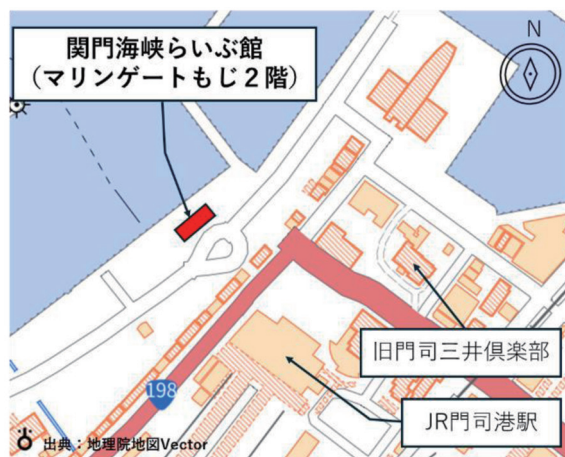 関門海峡らいぶ館
（マリンゲートもじ２階）
N
旧門司三井倶楽部
198
JR門司港駅
出典：地理院地図Vector